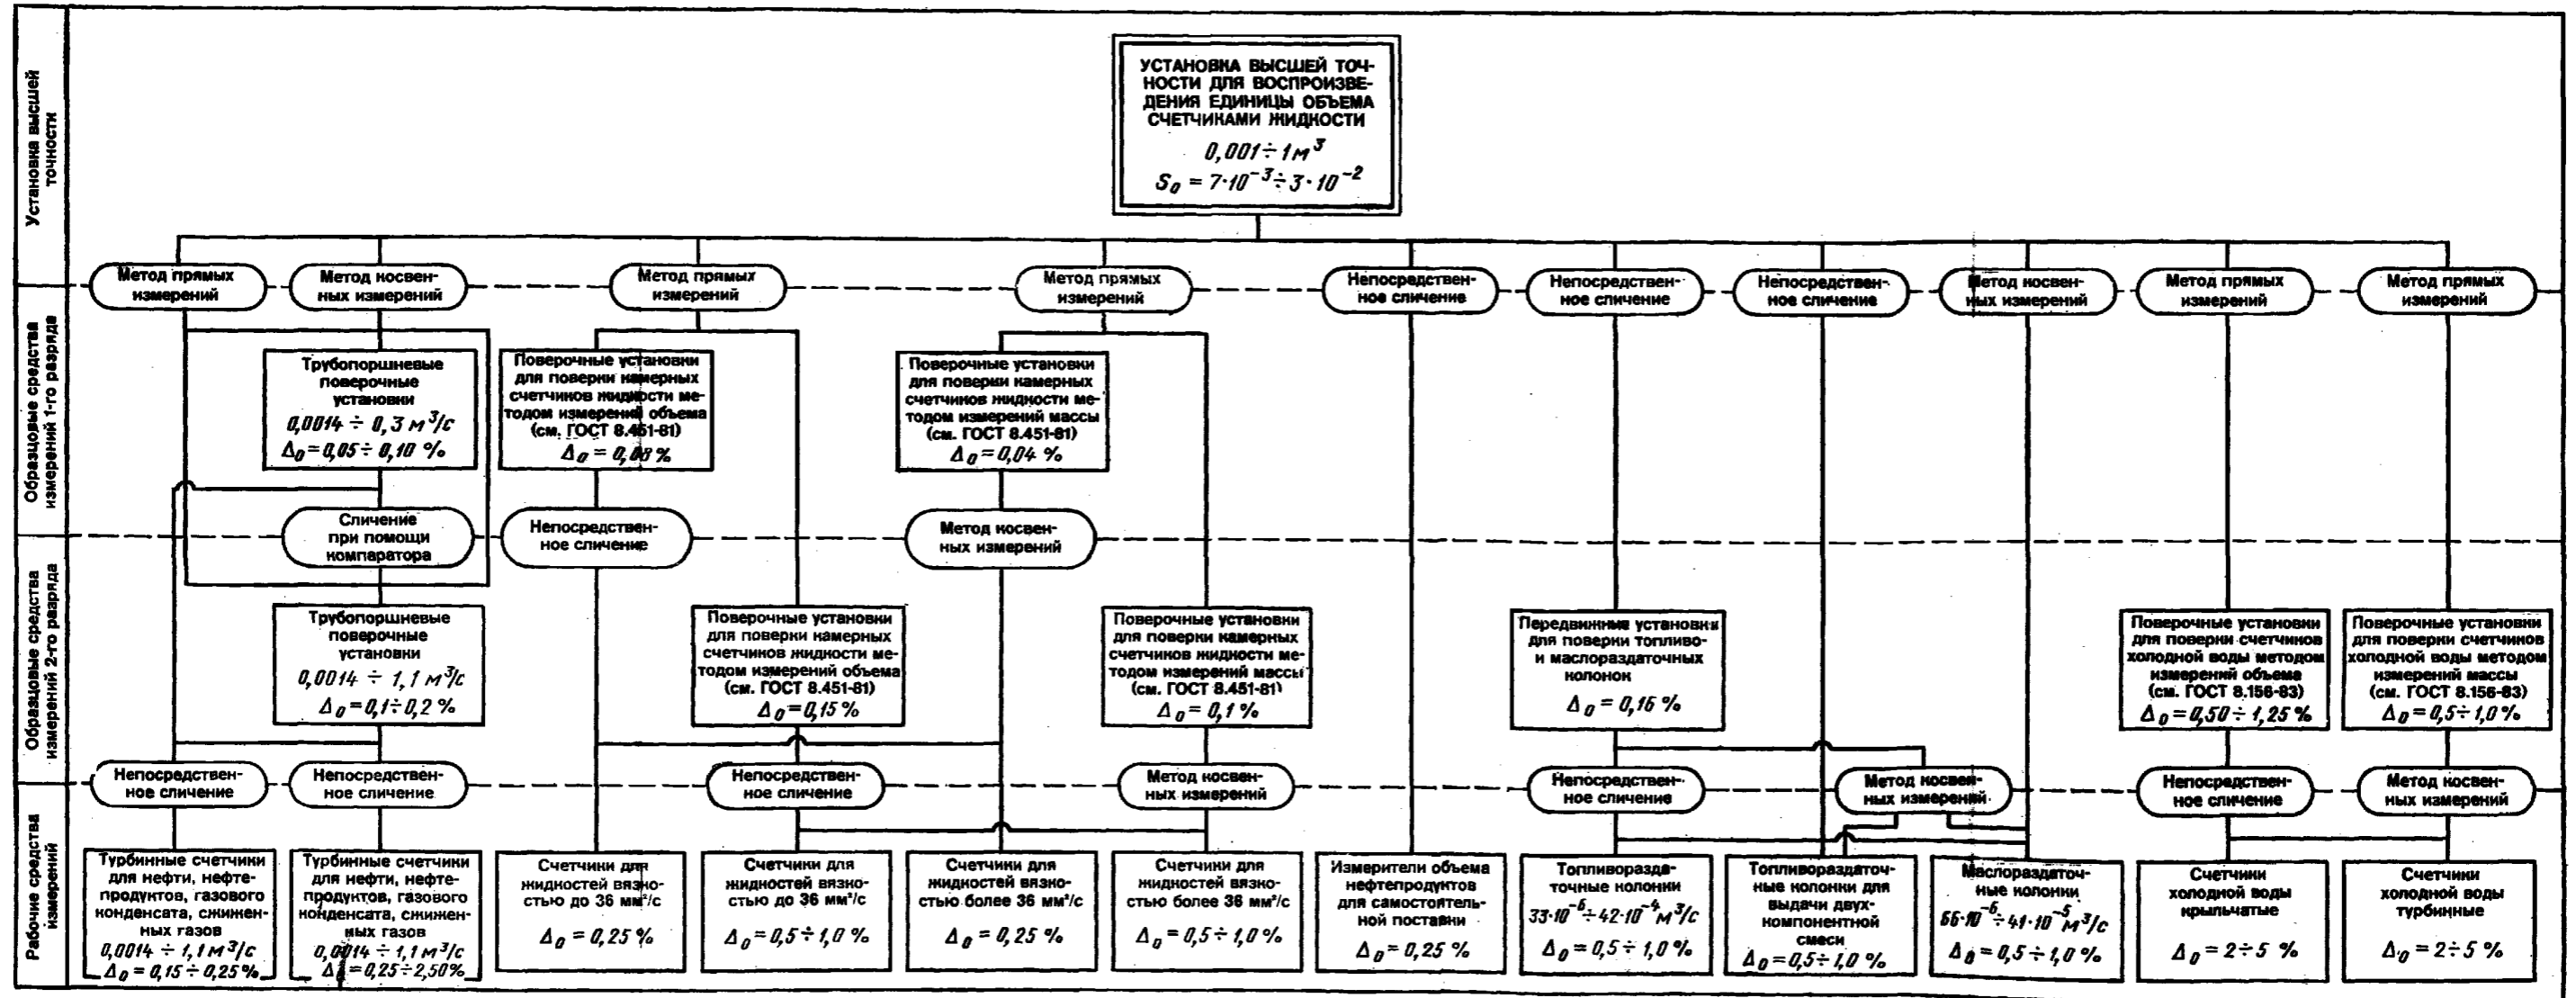 Установка высшей
точности
УСТАНОВКА ВЫСШЕЙ ТОЧ-
НОСТИ ДЛЯ ВОСПРОИЗВЕ-
ДЕНИЯ ЕДИНИЦЫ ОБЪЕМА
СЧЕТЧИКАМИ ЖИДКОСТИ
0,001÷1 м³
S₀ = 7·10⁻³÷3·10⁻²
Метод прямых
измерений
Метод косвен-
ных измерений
Метод прямых
измерений
Метод прямых
измерений
Непосредствен-
ное сличение
Непосредствен-
ное сличение
Непосредствен-
ное сличение
Метод косвен-
ных измерений
Метод прямых
измерений
Метод прямых
измерений
Образцовые средства
измерений 1-го разряда
Трубопоршневые
поверочные
установки
0,0014 ÷ 0,3 м³/с
Δ₀ = 0,05÷ 0,10 %
Поверочные установки
для поверки камерных
счетчиков жидкости ме-
тодом измерений объема
(см. ГОСТ 8.451-81)
Δ₀ = 0,08 %
Поверочные установки
для поверки камерных
счетчиков жидкости ме-
тодом измерений массы
(см. ГОСТ 8.451-81)
Δ₀ = 0,04 %
Сличение
при помощи
компаратора
Непосредствен-
ное сличение
Метод косвен-
ных измерений
Образцовые средства
измерений 2-го разряда
Трубопоршневые
поверочные
установки
0,0014 ÷ 1,1 м³/с
Δ₀ = 0,1÷0,2 %
Поверочные установки
для поверки камерных
счетчиков жидкости ме-
тодом измерений объема
(см. ГОСТ 8.451-81)
Δ₀ = 0,15 %
Поверочные установки
для поверки камерных
счетчиков жидкости ме-
тодом измерений массы
(см. ГОСТ 8.451-81)
Δ₀ = 0,1 %
Передвижные установки
для поверки топливо-
и маслораздаточных
колонок
Δ₀ = 0,16 %
Поверочные установки
для поверки счетчиков
холодной воды методом
измерений объема
(см. ГОСТ 8.156-83)
Δ₀ = 0,50÷ 1,25 %
Поверочные установки
для поверки счетчиков
холодной воды методом
измерений массы
(см. ГОСТ 8.156-83)
Δ₀ = 0,5÷1,0 %
Непосредствен-
ное сличение
Непосредствен-
ное сличение
Непосредствен-
ное сличение
Метод косвен-
ных измерений
Непосредствен-
ное сличение
Метод косвен-
ных измерений
Непосредствен-
ное сличение
Метод косвен-
ных измерений
Рабочие средства
измерений
Турбинные счетчики
для нефти, нефте-
продуктов, газового
конденсата, сжижен-
ных газов
0,0014 ÷ 1,1 м³/с
Δ₀ = 0,15 ÷ 0,25 %
Турбинные счетчики
для нефти, нефте-
продуктов, газового
конденсата, сжижен-
ных газов
0,0014 ÷ 1,1 м³/с
Δ₀ = 0,25÷2,50%
Счетчики для
жидкостей вязко-
стью до 36 мм²/с
Δ₀ = 0,25 %
Счетчики для
жидкостей вязко-
стью до 36 мм²/с
Δ₀ = 0,5÷ 1,0 %
Счетчики для
жидкостей вязко-
стью более 36 мм²/с
Δ₀ = 0,25 %
Счетчики для
жидкостей вязко-
стью более 36 мм²/с
Δ₀ = 0,5÷ 1,0 %
Измерители объема
нефтепродуктов
для самостоятель-
ной поставки
Δ₀ = 0,25 %
Топливоразда-
точные колонки
33·10⁻⁶÷42·10⁻⁴ м³/с
Δ₀ = 0,5÷ 1,0 %
Топливораздаточ-
ные колонки для
выдачи двух-
компонентной
смеси
Δ₀ = 0,5÷ 1,0 %
Маслораздаточ-
ные колонки
66·10⁻⁶÷41·10⁻⁵ м³/с
Δ₀ = 0,5÷ 1,0 %
Счетчики
холодной воды
крыльчатые
Δ₀ = 2÷5 %
Счетчики
холодной воды
турбинные
Δ₀ = 2÷5 %